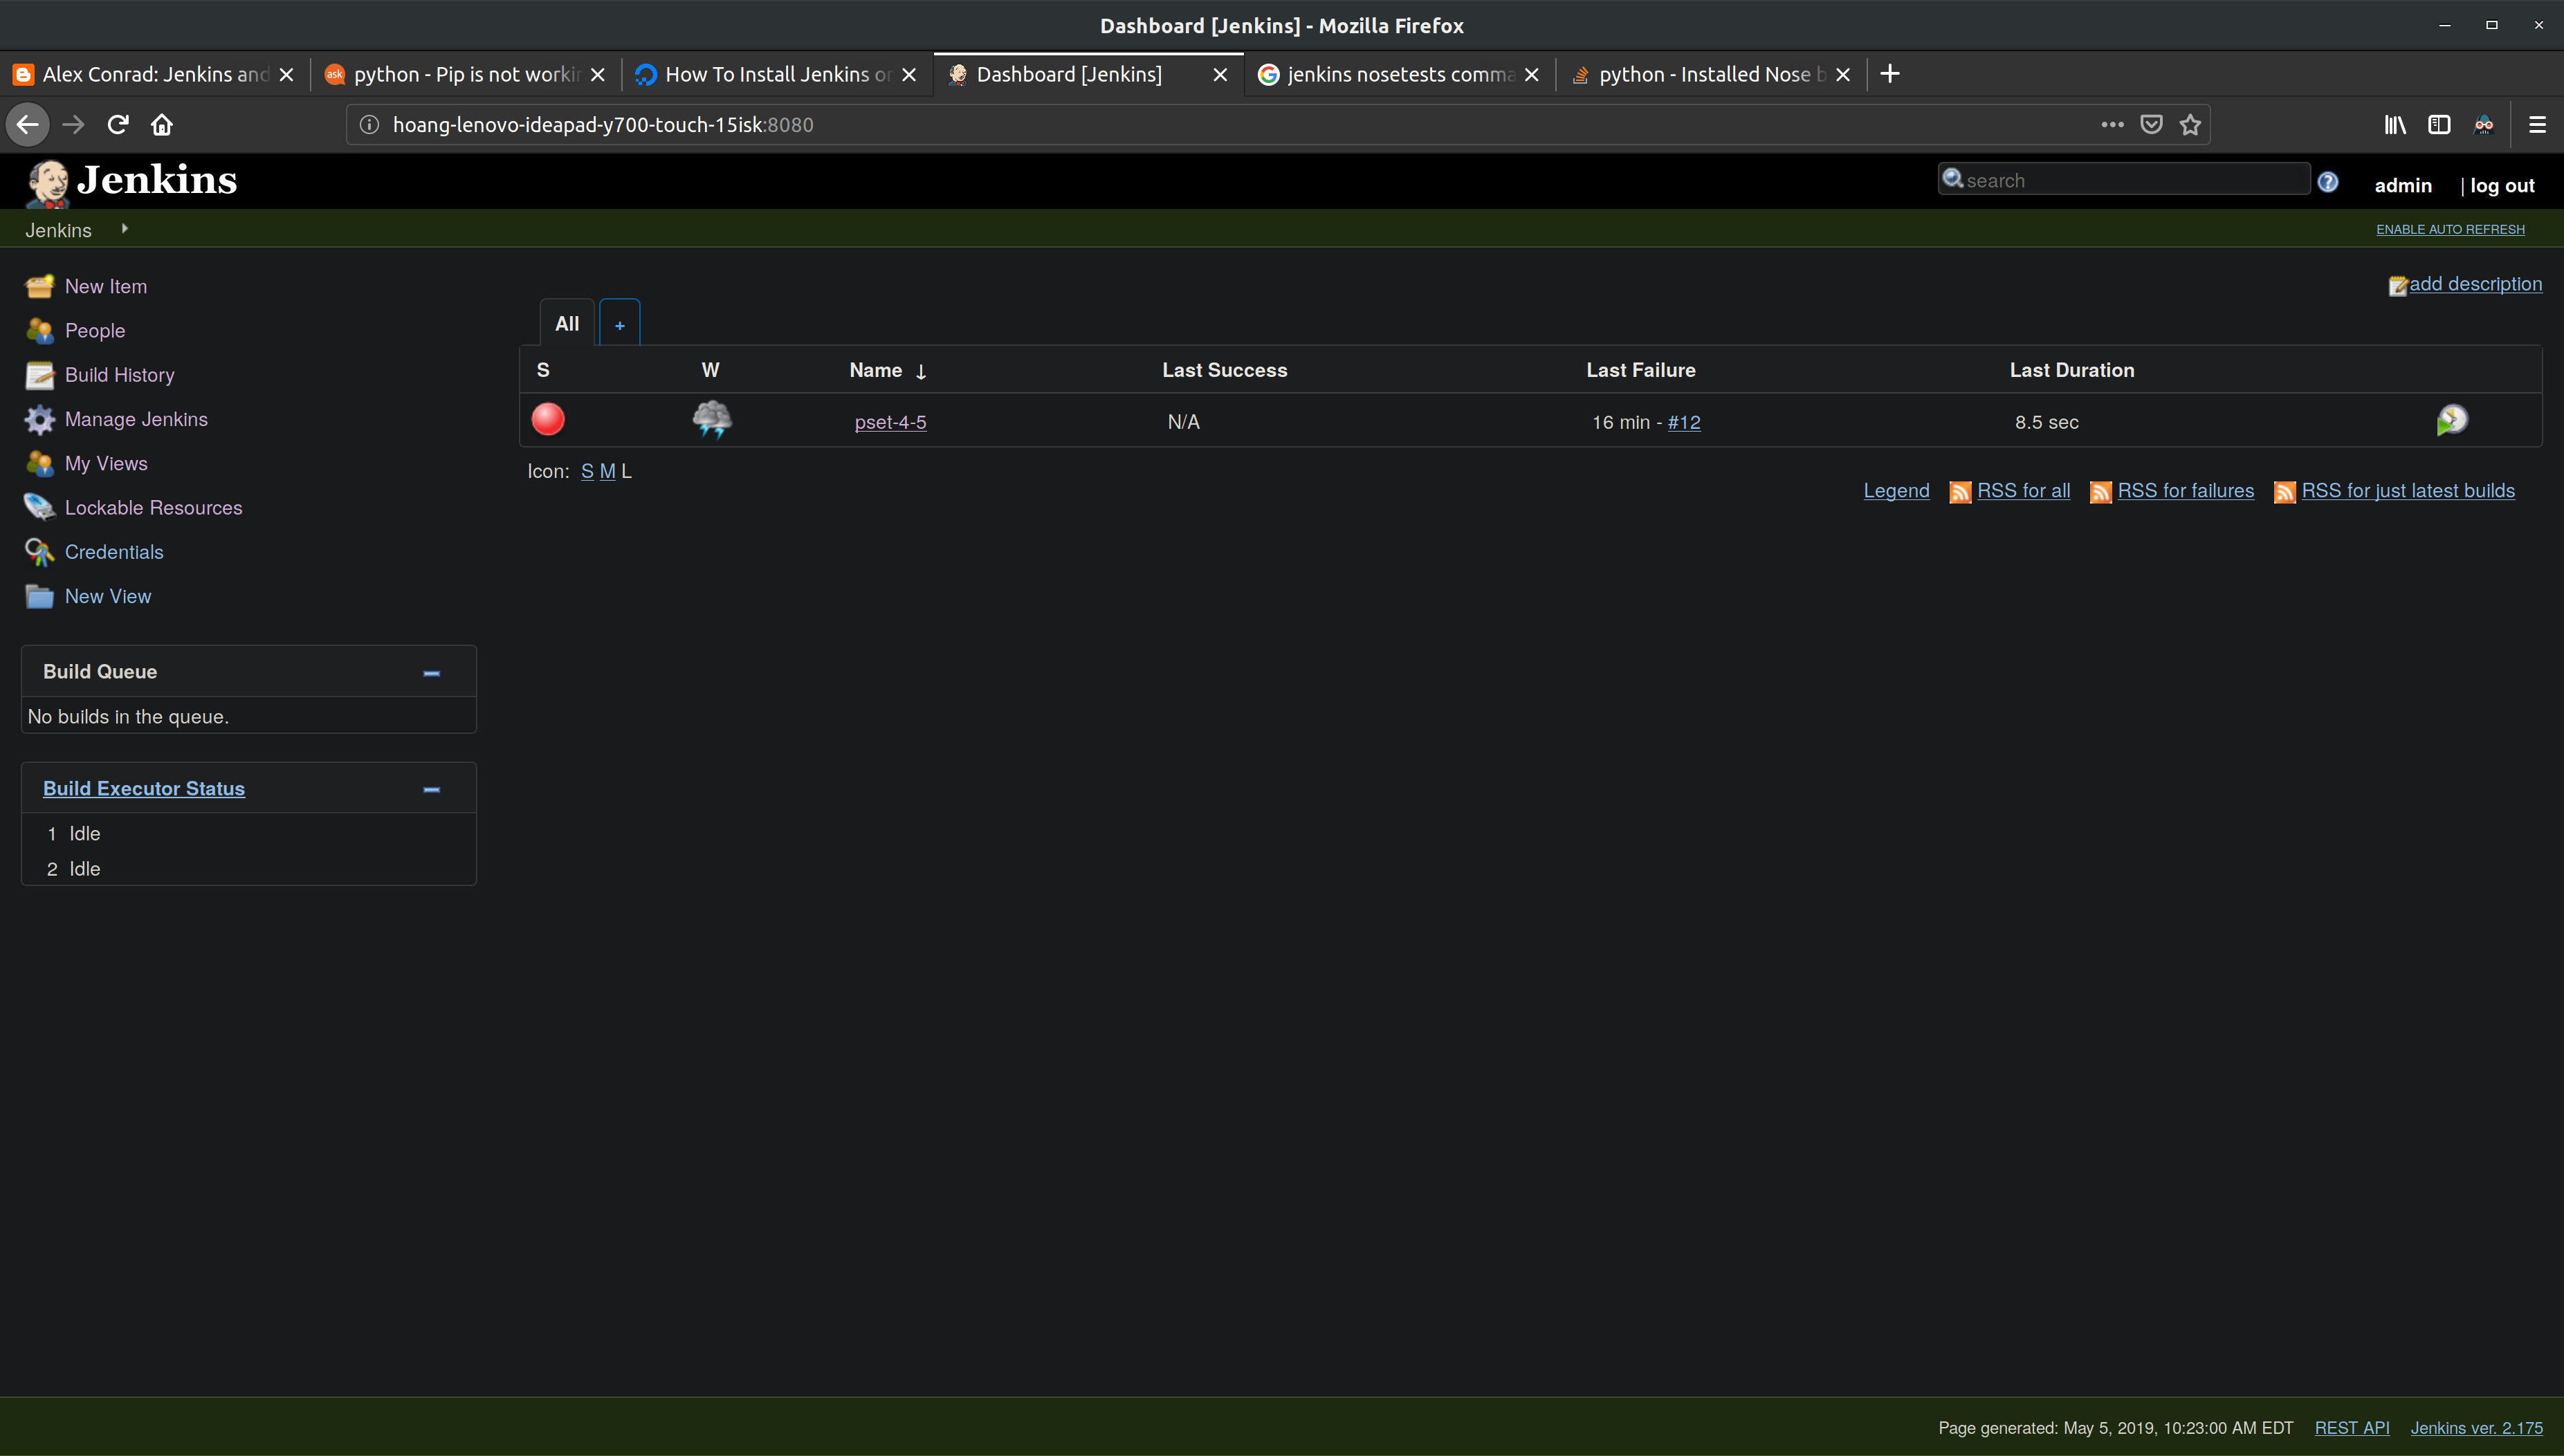 Dashboard [Jenkins] - Mozilla Firefox
Alex Conrad: Jenkins and
ask python - Pip is not workin
How To Install Jenkins on
Dashboard [Jenkins]
jenkins nosetests comma
python - Installed Nose b
hoang-lenovo-ideapad-y700-touch-15isk:8080
Jenkins
search
admin | log out
Jenkins
ENABLE AUTO REFRESH
New Item
People
Build History
Manage Jenkins
My Views
Lockable Resources
Credentials
New View
Build Queue
No builds in the queue.
Build Executor Status
1 Idle
2 Idle
add description
All +
S W Name ↓ Last Success Last Failure Last Duration
pset-4-5 N/A 16 min - #12 8.5 sec
Icon: S M L
Legend RSS for all RSS for failures RSS for just latest builds
Page generated: May 5, 2019, 10:23:00 AM EDT REST API Jenkins ver. 2.175